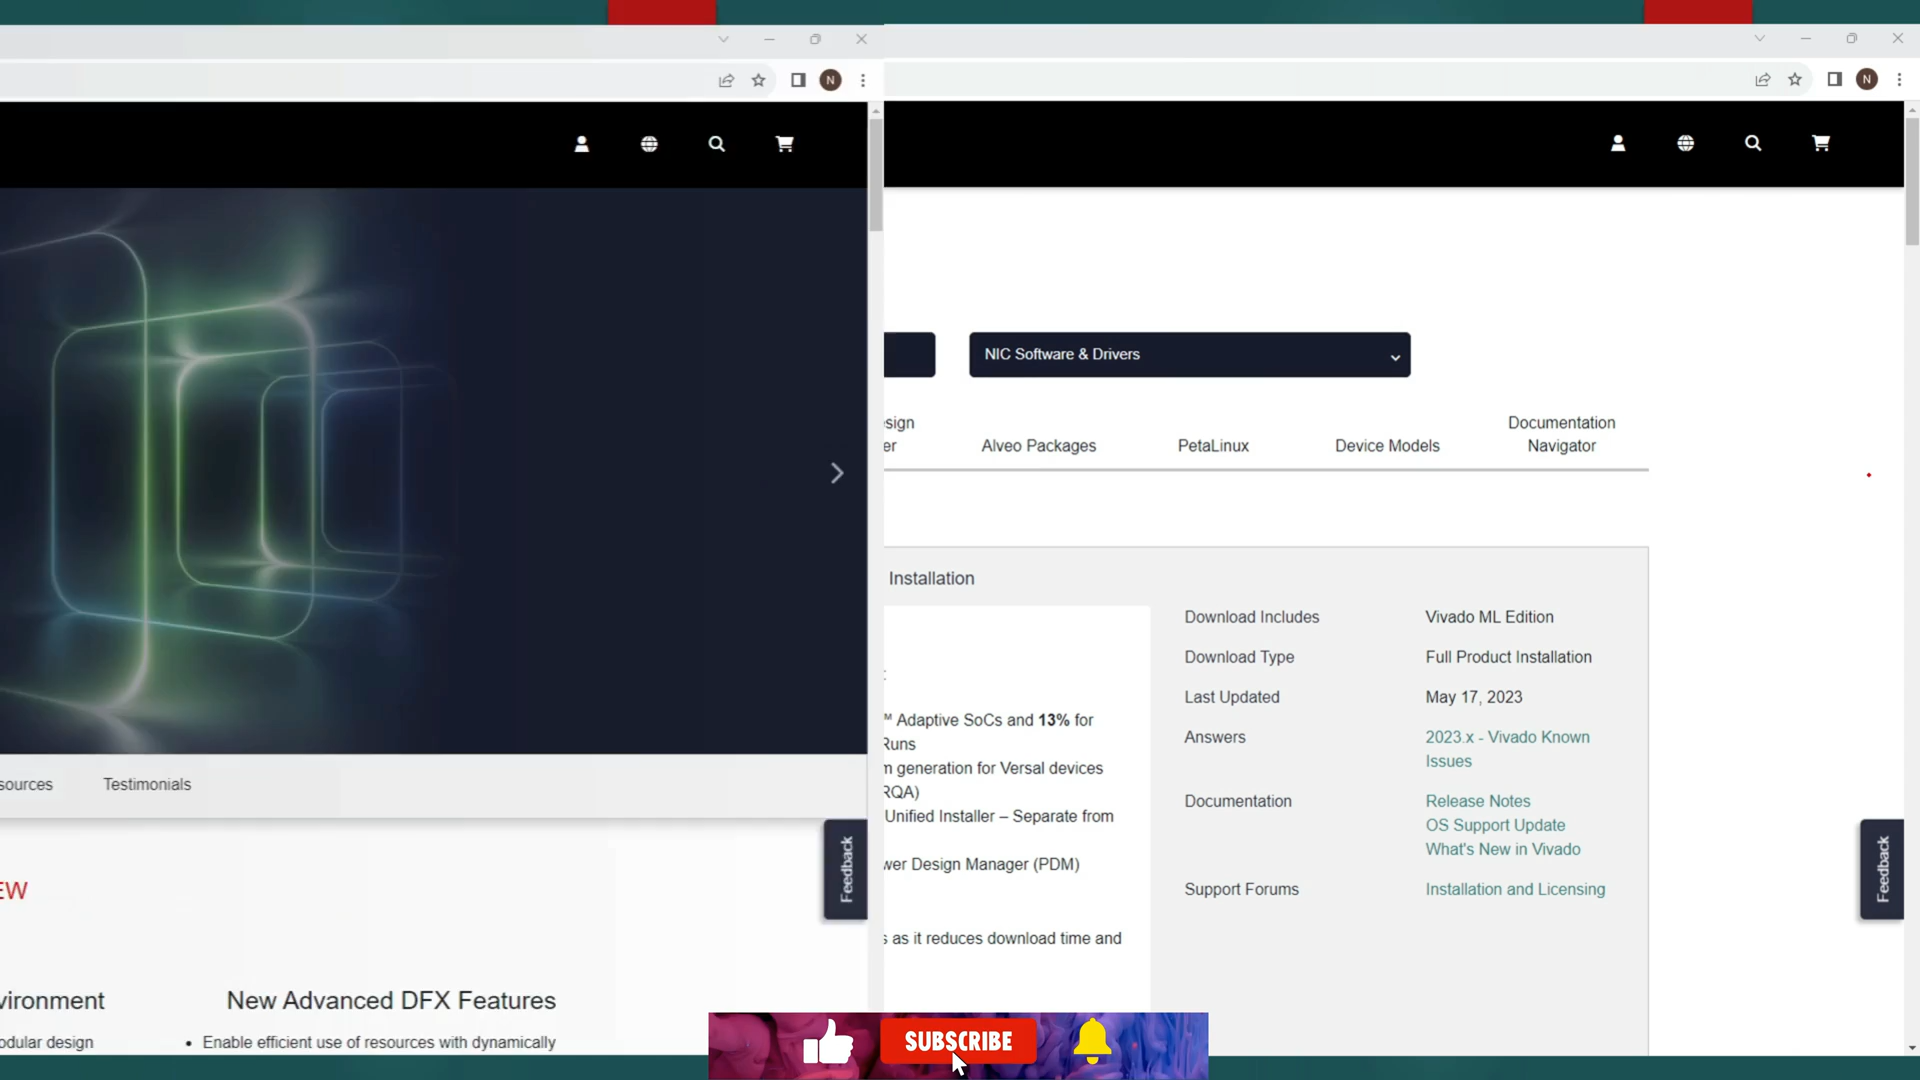 N
N
NIC Software & Drivers
sign
er
Alveo Packages
PetaLinux
Device Models
Documentation
Navigator
Installation
Download Includes
Vivado ML Edition
Download Type
Full Product Installation
Last Updated
May 17, 2023
Answers
2023.x - Vivado Known
Issues
Documentation
Release Notes
OS Support Update
What's New in Vivado
Support Forums
Installation and Licensing
™ Adaptive SoCs and 13% for
Runs
n generation for Versal devices
RQA)
Unified Installer – Separate from
wer Design Manager (PDM)
s as it reduces download time and
Feedback
sources
Testimonials
Feedback
EW
vironment
odular design
New Advanced DFX Features
• Enable efficient use of resources with dynamically
SUBSCRIBE